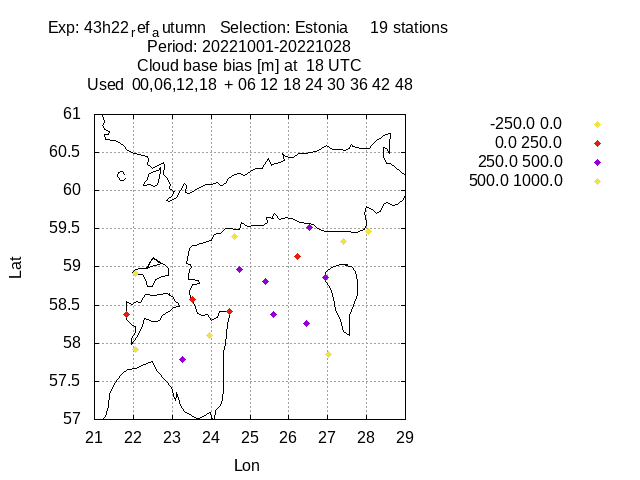 Exp: 43h22ref autumn Selection: Estonia 19 stations
Period: 20221001-20221028
Cloud base bias [m] at 18 UTC
Used 00,06,12,18 + 06 12 18 24 30 36 42 48
-250.0 0.0
0.0 250.0
250.0 500.0
500.0 1000.0
61
60.5
60
59.5
59
58.5
58
57.5
57
Lat
21 22 23 24 25 26 27 28 29
Lon